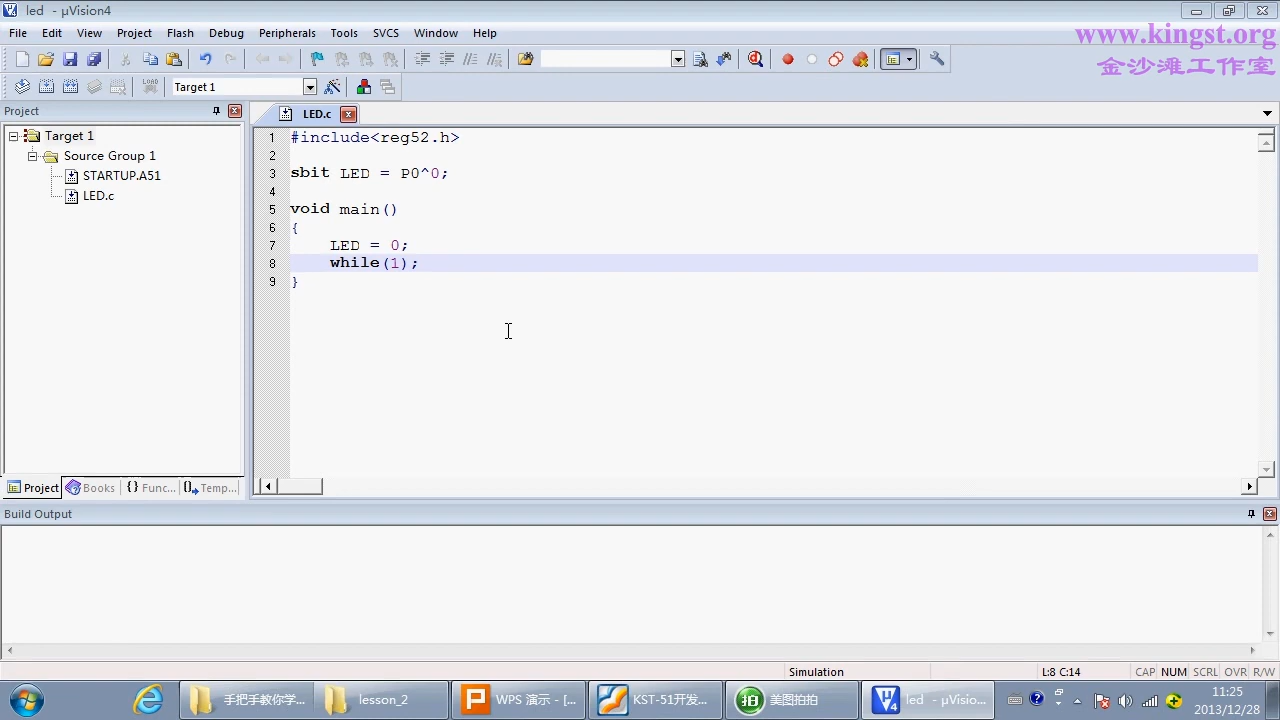 led - µVision4
File Edit View Project Flash Debug Peripherals Tools SVCS Window Help
www.kingst.org
金沙滩工作室
LOAD
Target 1
Project
LED.c
Target 1
Source Group 1
STARTUP.A51
LED.c
1 #include<reg52.h>
2
3 sbit LED = P0^0;
4
5 void main()
6 {
7 LED = 0;
8 while(1);
9 }
Project Books {} Func... Temp...
Build Output
Simulation L:8 C:14 CAP NUM SCRL OVR R/W
手把手教你学... lesson_2 WPS 演示 - [... KST-51开发... 美图拍拍 led - µVisio...
11:25
2013/12/28